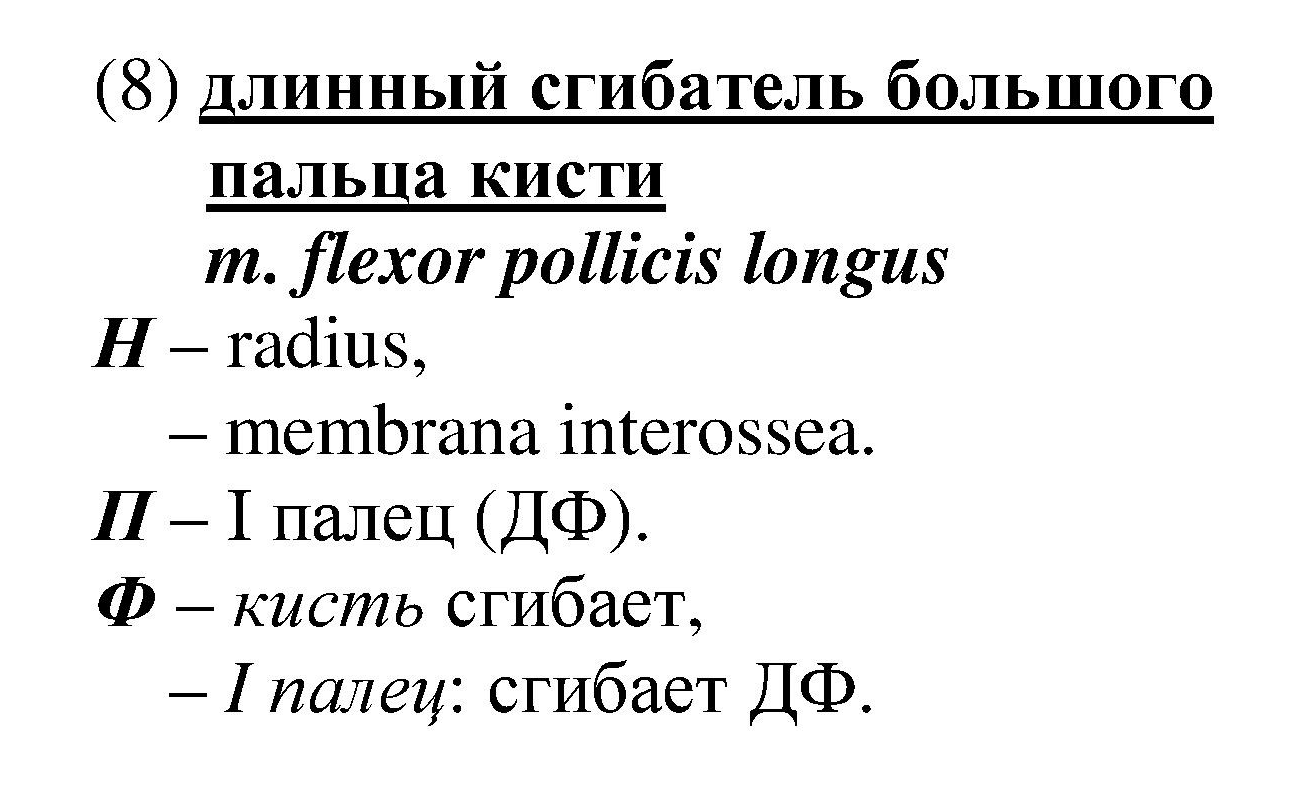 (8) длинный сгибатель большого
пальца кисти
m. flexor pollicis longus
Н – radius,
– membrana interossea.
П – I палец (ДФ).
Ф – кисть сгибает,
– I палец: сгибает ДФ.